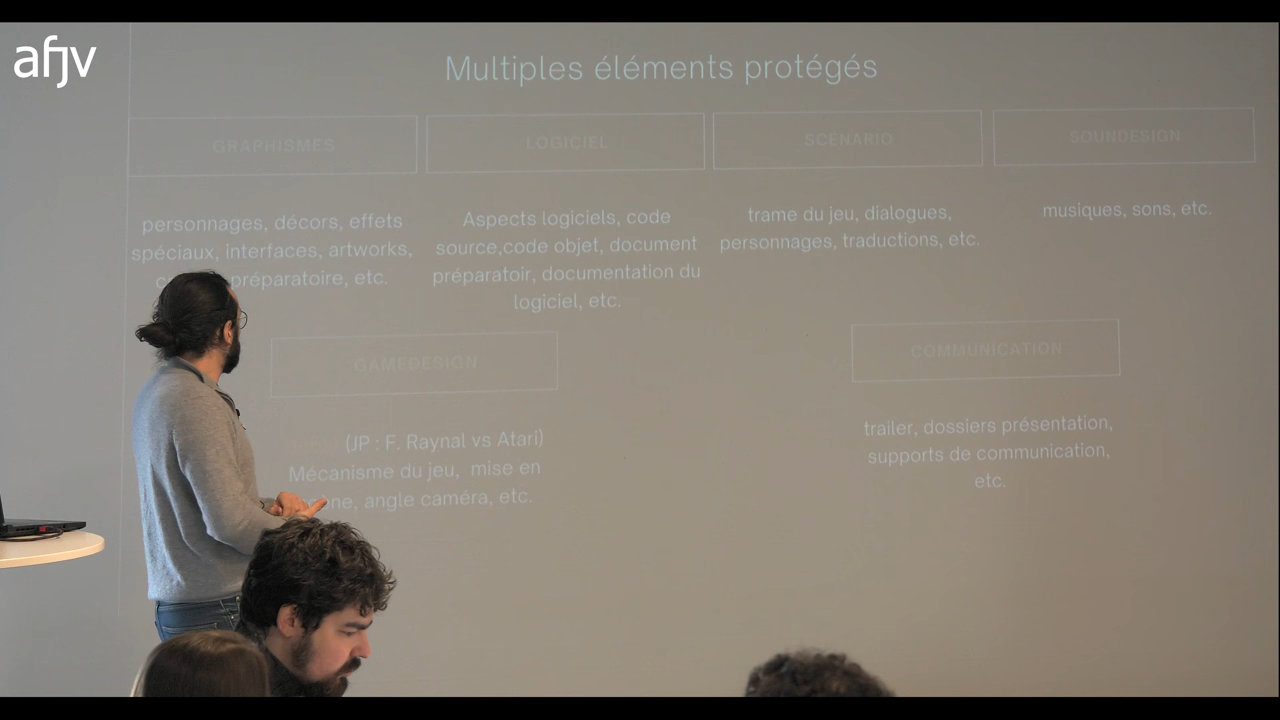 afjv
Multiples éléments protégés
GRAPHISMES
LOGICIEL
SCENARIO
SOUNDESIGN
personnages, décors, effets
spéciaux, interfaces, artworks,
préparatoire, etc.
Aspects logiciels, code
source,code objet, document
préparatoir, documentation du
logiciel, etc.
trame du jeu, dialogues,
personnages, traductions, etc.
musiques, sons, etc.
GAMEDESIGN
(JP : F. Raynal vs Atari)
Mécanisme du jeu, mise en
angle caméra, etc.
COMMUNICATION
trailer, dossiers présentation,
supports de communication,
etc.